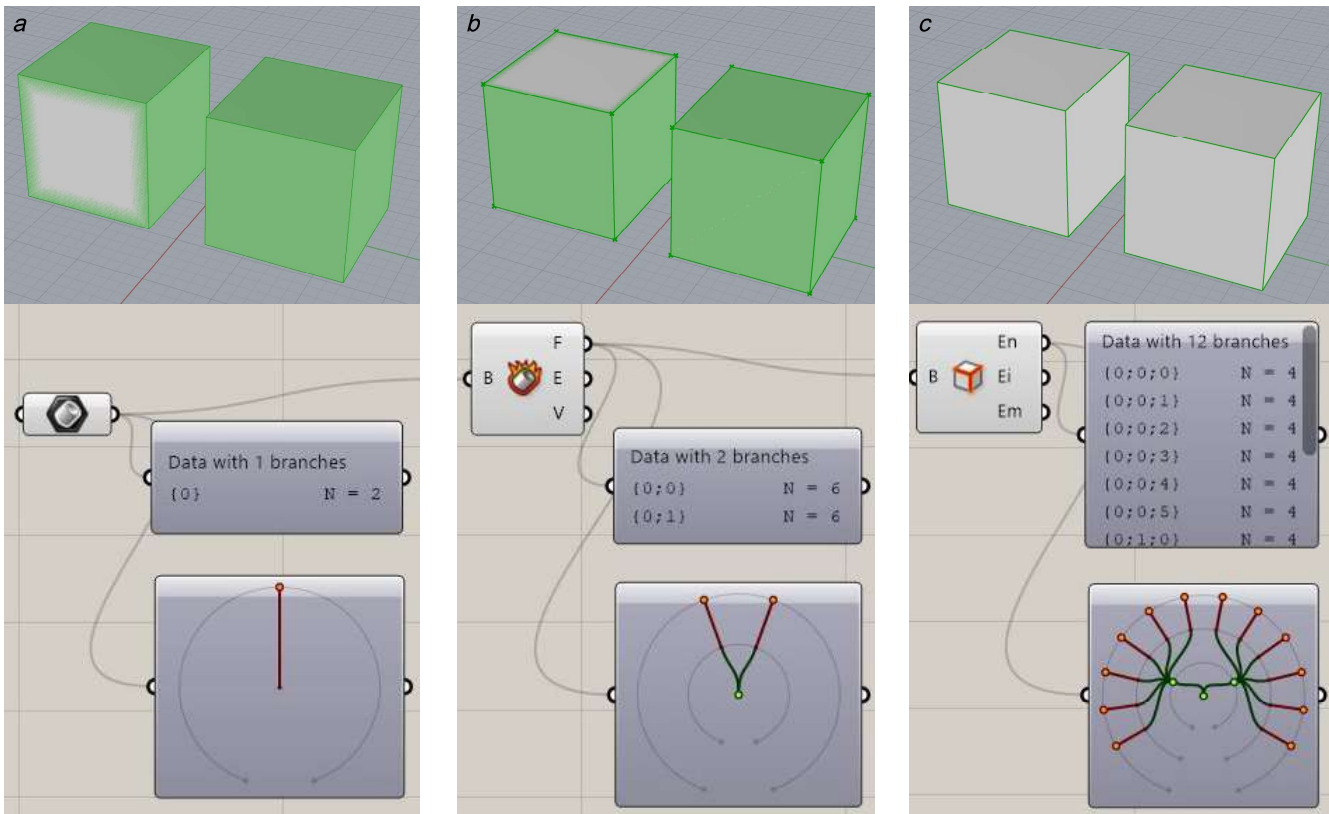 a
b
c
Data with 1 branches
{0} N = 2
B
F
E
V
Data with 2 branches
{0;0} N = 6
{0;1} N = 6
B
En
Ei
Em
Data with 12 branches
{0;0;0} N = 4
{0;0;1} N = 4
{0;0;2} N = 4
{0;0;3} N = 4
{0;0;4} N = 4
{0;0;5} N = 4
{0;1;0} N = 4